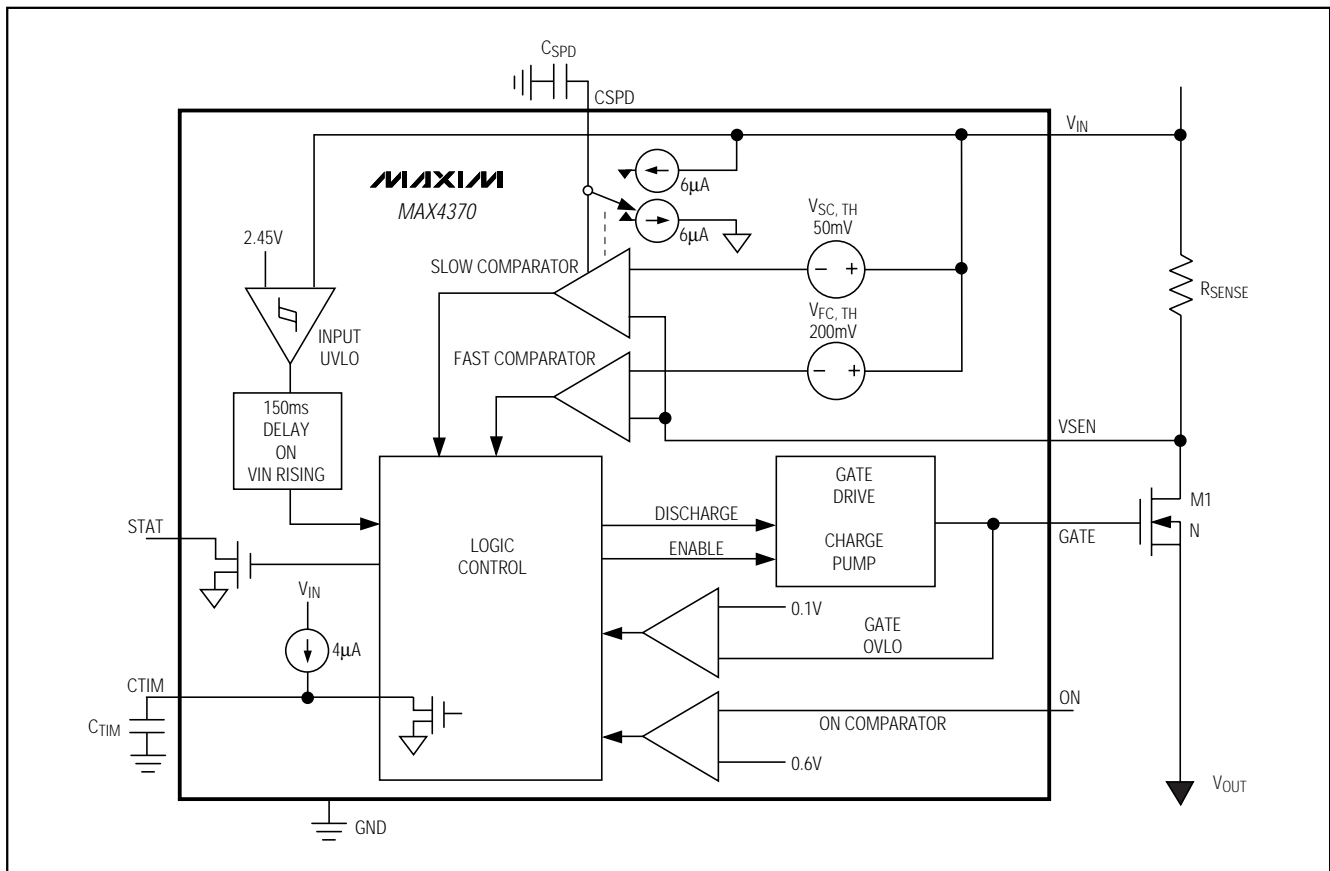 CSPD
CSPD
VIN
MAXIM
MAX4370
6µA
6µA
VSC, TH
50mV
2.45V
SLOW COMPARATOR
RSENSE
VFC, TH
200mV
INPUT
UVLO
FAST COMPARATOR
150ms
DELAY
ON
VIN RISING
VSEN
GATE
DRIVE
CHARGE
PUMP
M1
N
STAT
DISCHARGE
ENABLE
GATE
LOGIC
CONTROL
VIN
4µA
0.1V
GATE
OVLO
CTIM
CTIM
ON
ON COMPARATOR
0.6V
VOUT
GND